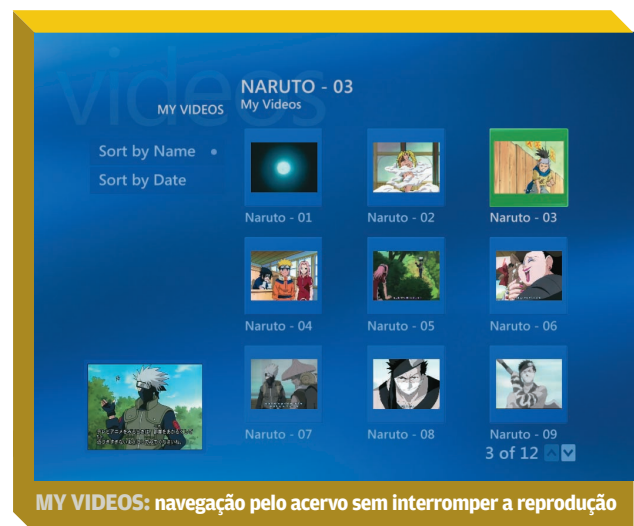 videos
NARUTO - 03
MY VIDEOS My Videos
Sort by Name •
Sort by Date
Naruto - 01 Naruto - 02 Naruto - 03
Naruto - 04 Naruto - 05 Naruto - 06
Naruto - 07 Naruto - 08 Naruto - 09
3 of 12
MY VIDEOS: navegação pelo acervo sem interromper a reprodução